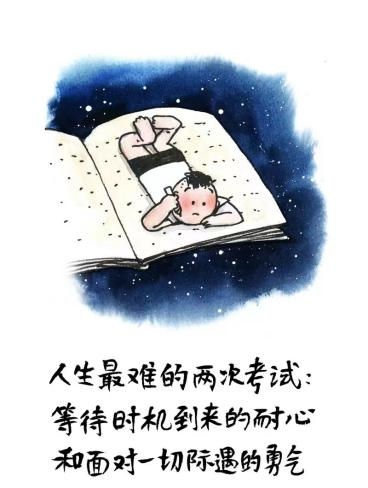 人生最难的两次考试:
等待时机到来的耐心
和面对一切际遇的勇气